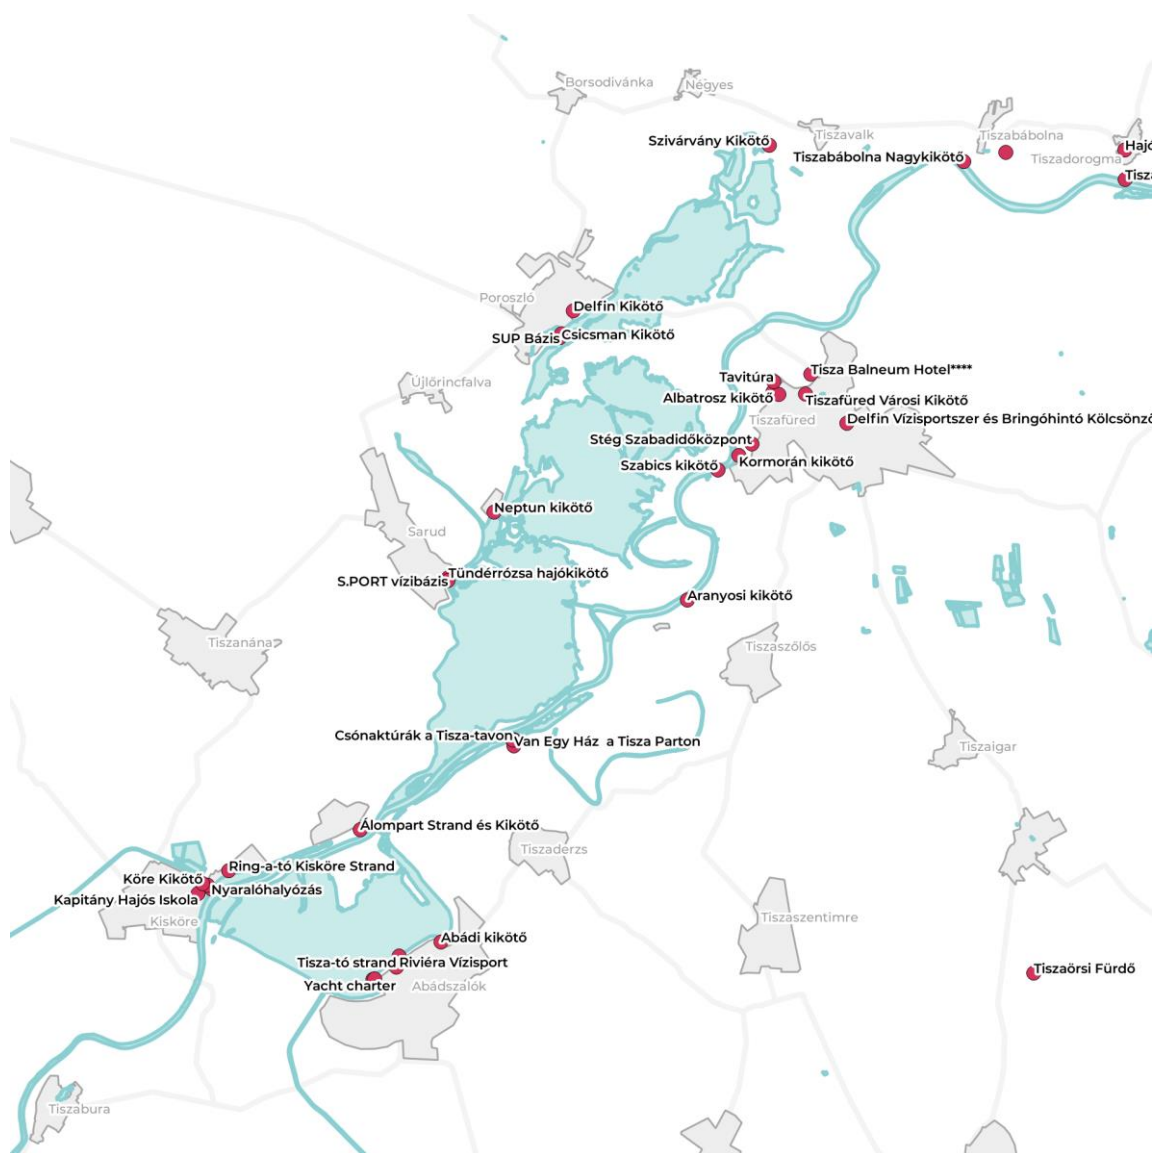 Borsodivánka
Négyes
Szivárvány Kikötő
Tiszavalk
Tiszabábolna
Tiszabábolna Nagykikötő
Tiszadorogma
Hajó
Tisza
Poroszló
Delfin Kikötő
SUP Bázis
Csicsman Kikötő
Újlőrincfalva
Tavitúra
Tisza Balneum Hotel****
Albatrosz kikötő
Tiszafüred Városi Kikötő
Tiszafüred
Delfin Vízisportszer és Bringóhintó Kölcsönző
Stég Szabadidőközpont
Szabics kikötő
Kormorán kikötő
Neptun kikötő
Sarud
S.PORT vízibázis
Tündérrózsa hajókikötő
Aranyosi kikötő
Tiszanána
Tiszaszőlős
Csónaktúrák a Tisza-tavon
Van Egy Ház a Tisza Parton
Tiszaigar
Álompart Strand és Kikötő
Tiszaderzs
Ring-a-tó Kisköre Strand
Köre Kikötő
Nyaralóhalyózás
Kapitány Hajós Iskola
Kisköre
Tiszaszentimre
Abádi kikötő
Tisza-tó strand
Riviéra Vízisport
Tiszaörsi Fürdő
Yacht charter
Abádszalók
Tiszabura